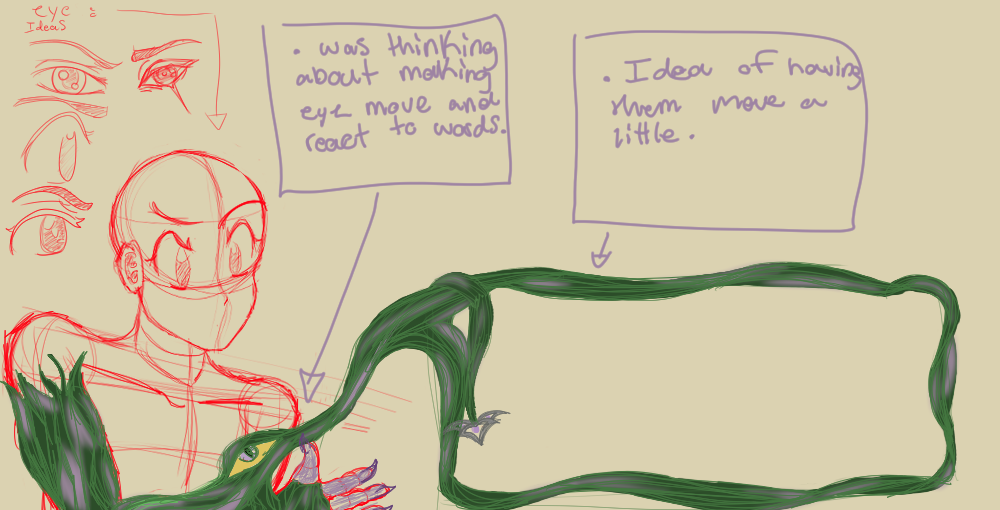 eye :
Ideas
• was thinking
about making
eye move and
react to words.
• Idea of having
them move a
little.